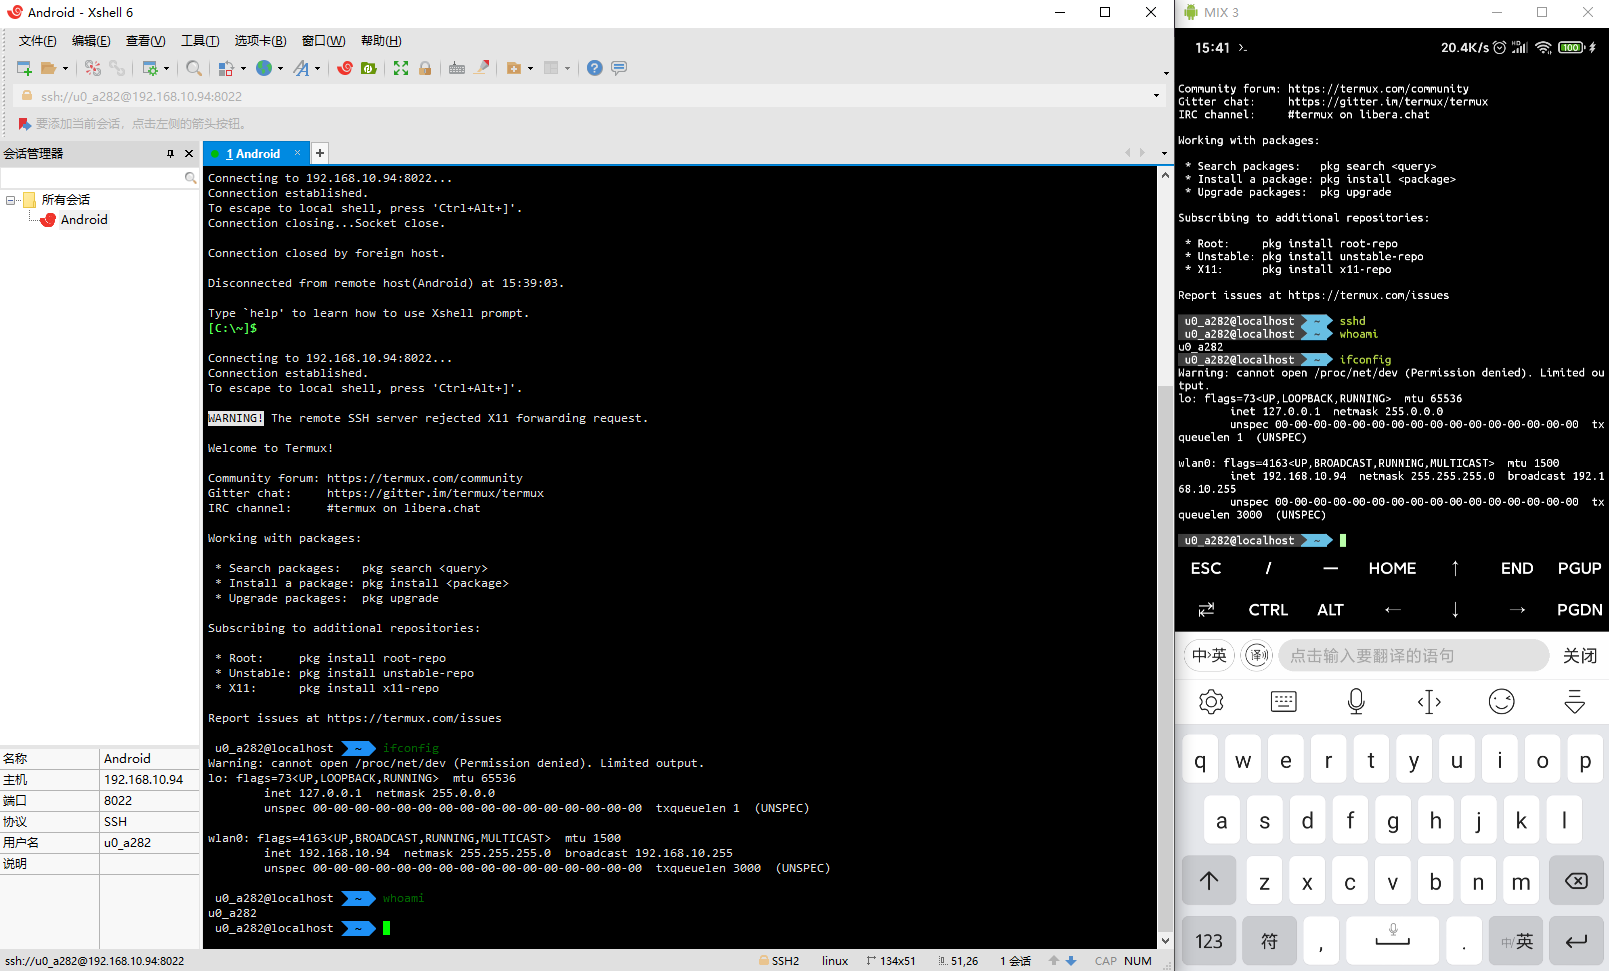 Android - Xshell 6
文件(F) 编辑(E) 查看(V) 工具(T) 选项卡(B) 窗口(W) 帮助(H)
ssh://u0_a282@192.168.10.94:8022
要添加当前会话，点击左侧的箭头按钮。
会话管理器
所有会话
Android
名称 Android
主机 192.168.10.94
端口 8022
协议 SSH
用户名 u0_a282
说明
1 Android
Connecting to 192.168.10.94:8022...
Connection established.
To escape to local shell, press 'Ctrl+Alt+]'.
Connection closing...Socket close.
Connection closed by foreign host.
Disconnected from remote host(Android) at 15:39:03.
Type `help' to learn how to use Xshell prompt.
[C:\~]$
Connecting to 192.168.10.94:8022...
Connection established.
To escape to local shell, press 'Ctrl+Alt+]'.
WARNING! The remote SSH server rejected X11 forwarding request.
Welcome to Termux!
Community forum: https://termux.com/community
Gitter chat:     https://gitter.im/termux/termux
IRC channel:     #termux on libera.chat
Working with packages:
* Search packages:   pkg search <query>
* Install a package: pkg install <package>
* Upgrade packages:  pkg upgrade
Subscribing to additional repositories:
* Root:     pkg install root-repo
* Unstable: pkg install unstable-repo
* X11:      pkg install x11-repo
Report issues at https://termux.com/issues
u0_a282@localhost ~ ifconfig
Warning: cannot open /proc/net/dev (Permission denied). Limited output.
lo: flags=73<UP,LOOPBACK,RUNNING>  mtu 65536
inet 127.0.0.1  netmask 255.0.0.0
unspec 00-00-00-00-00-00-00-00-00-00-00-00-00-00-00-00  txqueuelen 1  (UNSPEC)
wlan0: flags=4163<UP,BROADCAST,RUNNING,MULTICAST>  mtu 1500
inet 192.168.10.94  netmask 255.255.255.0  broadcast 192.168.10.255
unspec 00-00-00-00-00-00-00-00-00-00-00-00-00-00-00-00  txqueuelen 3000  (UNSPEC)
u0_a282@localhost ~ whoami
u0_a282
u0_a282@localhost ~
ssh://u0_a282@192.168.10.94:8022 SSH2 linux 134x51 51,26 1 会话 CAP NUM
MIX 3
15:41 20.4K/s HD 100
Community forum: https://termux.com/community
Gitter chat:     https://gitter.im/termux/termux
IRC channel:     #termux on libera.chat
Working with packages:
* Search packages:   pkg search <query>
* Install a package: pkg install <package>
* Upgrade packages:  pkg upgrade
Subscribing to additional repositories:
* Root:     pkg install root-repo
* Unstable: pkg install unstable-repo
* X11:      pkg install x11-repo
Report issues at https://termux.com/issues
u0_a282@localhost ~ sshd
u0_a282@localhost ~ whoami
u0_a282
u0_a282@localhost ~ ifconfig
Warning: cannot open /proc/net/dev (Permission denied). Limited ou
tput.
lo: flags=73<UP,LOOPBACK,RUNNING>  mtu 65536
inet 127.0.0.1  netmask 255.0.0.0
unspec 00-00-00-00-00-00-00-00-00-00-00-00-00-00-00-00  tx
queuelen 1  (UNSPEC)
wlan0: flags=4163<UP,BROADCAST,RUNNING,MULTICAST>  mtu 1500
inet 192.168.10.94  netmask 255.255.255.0  broadcast 192.1
68.10.255
unspec 00-00-00-00-00-00-00-00-00-00-00-00-00-00-00-00  tx
queuelen 3000  (UNSPEC)
u0_a282@localhost ~
ESC / — HOME ↑ END PGUP
⇄ CTRL ALT ← ↓ → PGDN
中›英 译 点击输入要翻译的语句 关闭
q w e r t y u i o p
a s d f g h j k l
z x c v b n m
123 符 , . 中/英